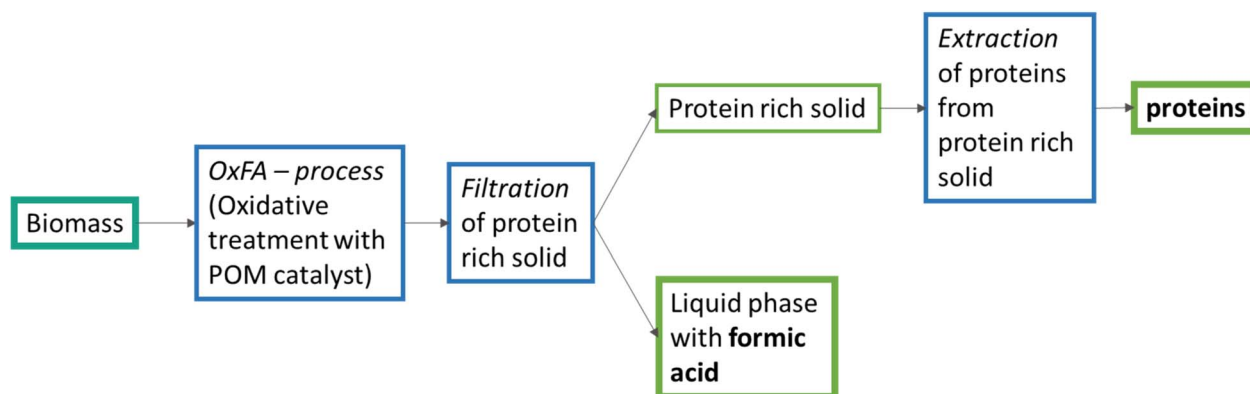 Biomass
OxFA – process
(Oxidative
treatment with
POM catalyst)
Filtration
of protein
rich solid
Protein rich solid
Liquid phase
with formic
acid
Extraction
of proteins
from
protein rich
solid
proteins